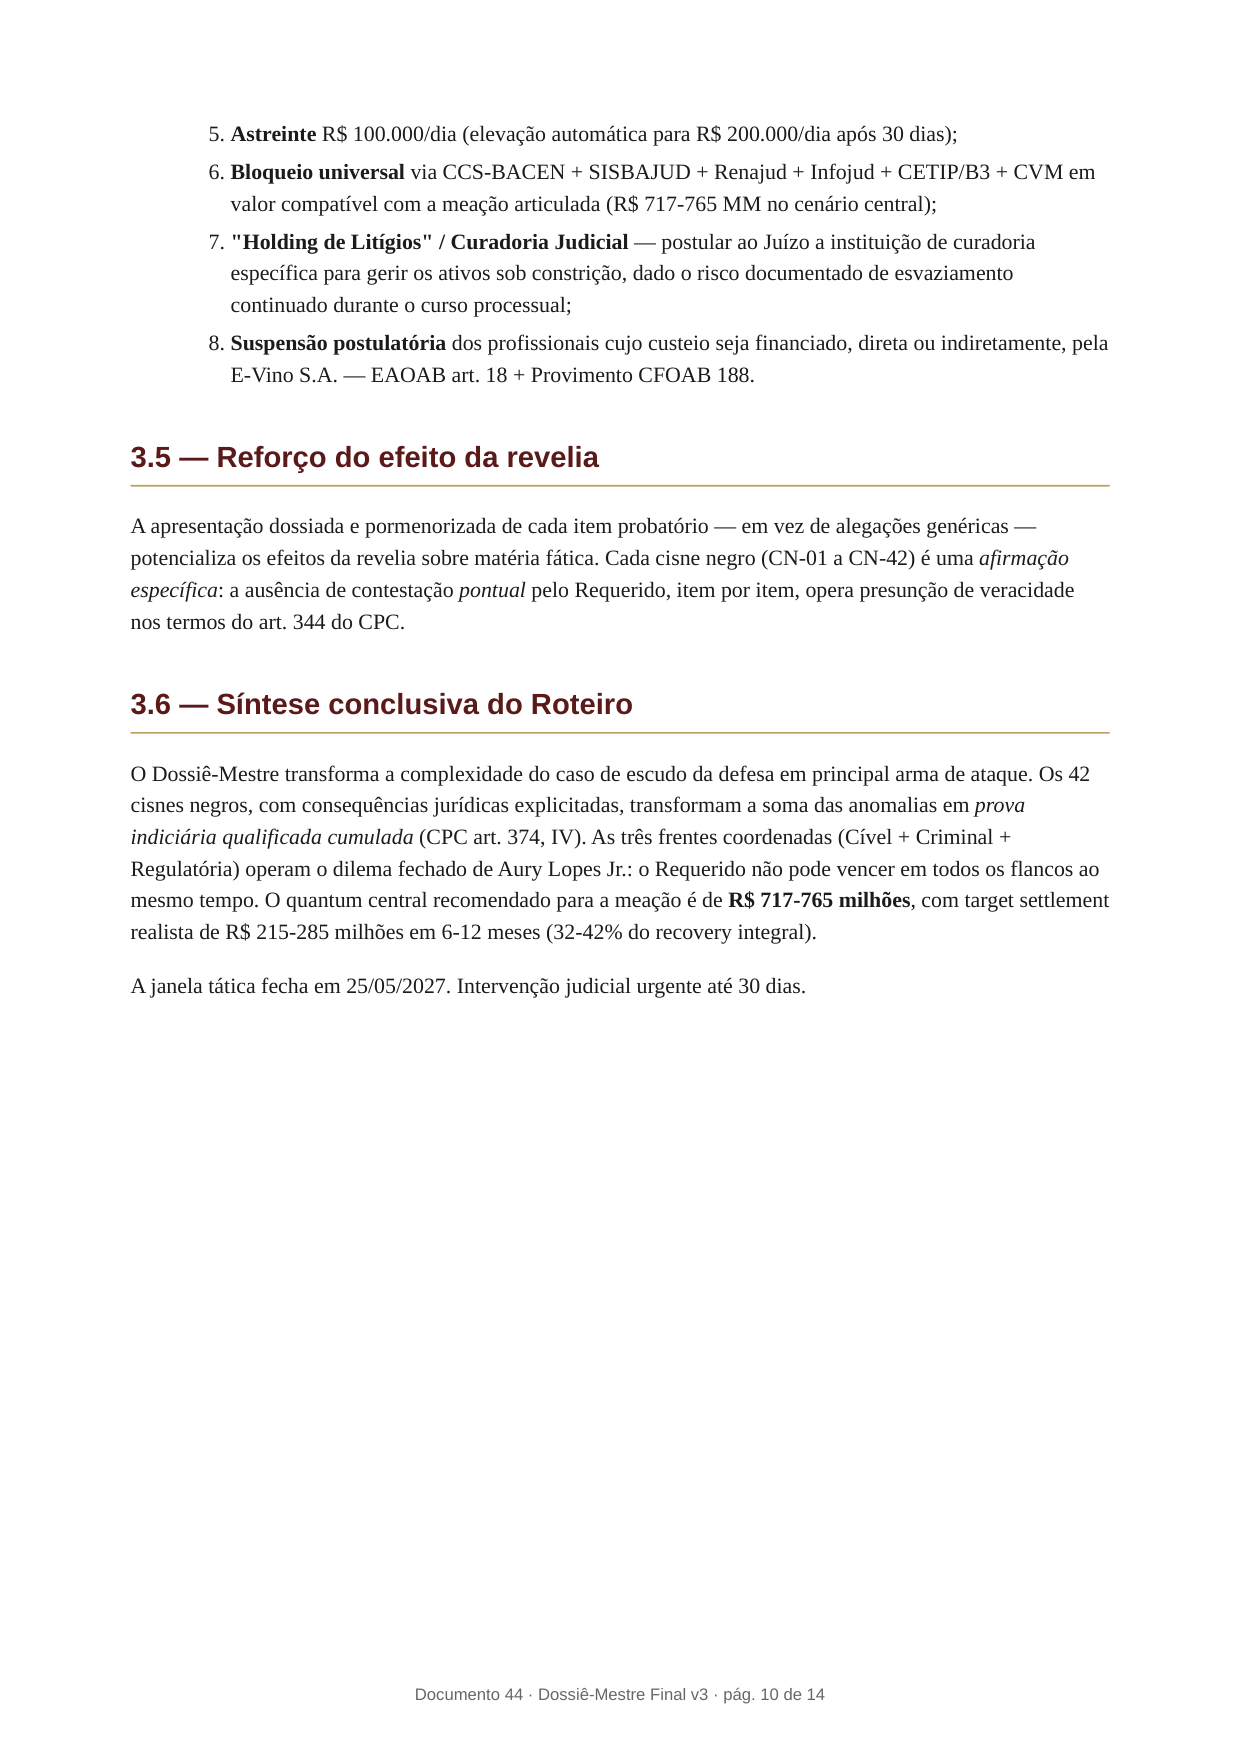 5. Astreinte R$ 100.000/dia (elevação automática para R$ 200.000/dia após 30 dias);
6. Bloqueio universal via CCS-BACEN + SISBAJUD + Renajud + Infojud + CETIP/B3 + CVM em
valor compatível com a meação articulada (R$ 717-765 MM no cenário central);
7. "Holding de Litígios" / Curadoria Judicial — postular ao Juízo a instituição de curadoria
específica para gerir os ativos sob constrição, dado o risco documentado de esvaziamento
continuado durante o curso processual;
8. Suspensão postulatória dos profissionais cujo custeio seja financiado, direta ou indiretamente, pela
E-Vino S.A. — EAOAB art. 18 + Provimento CFOAB 188.
3.5 — Reforço do efeito da revelia
A apresentação dossiada e pormenorizada de cada item probatório — em vez de alegações genéricas —
potencializa os efeitos da revelia sobre matéria fática. Cada cisne negro (CN-01 a CN-42) é uma afirmação
específica: a ausência de contestação pontual pelo Requerido, item por item, opera presunção de veracidade
nos termos do art. 344 do CPC.
3.6 — Síntese conclusiva do Roteiro
O Dossiê-Mestre transforma a complexidade do caso de escudo da defesa em principal arma de ataque. Os 42
cisnes negros, com consequências jurídicas explicitadas, transformam a soma das anomalias em prova
indiciária qualificada cumulada (CPC art. 374, IV). As três frentes coordenadas (Cível + Criminal +
Regulatória) operam o dilema fechado de Aury Lopes Jr.: o Requerido não pode vencer em todos os flancos ao
mesmo tempo. O quantum central recomendado para a meação é de R$ 717-765 milhões, com target settlement
realista de R$ 215-285 milhões em 6-12 meses (32-42% do recovery integral).
A janela tática fecha em 25/05/2027. Intervenção judicial urgente até 30 dias.
Documento 44 · Dossiê-Mestre Final v3 · pág. 10 de 14